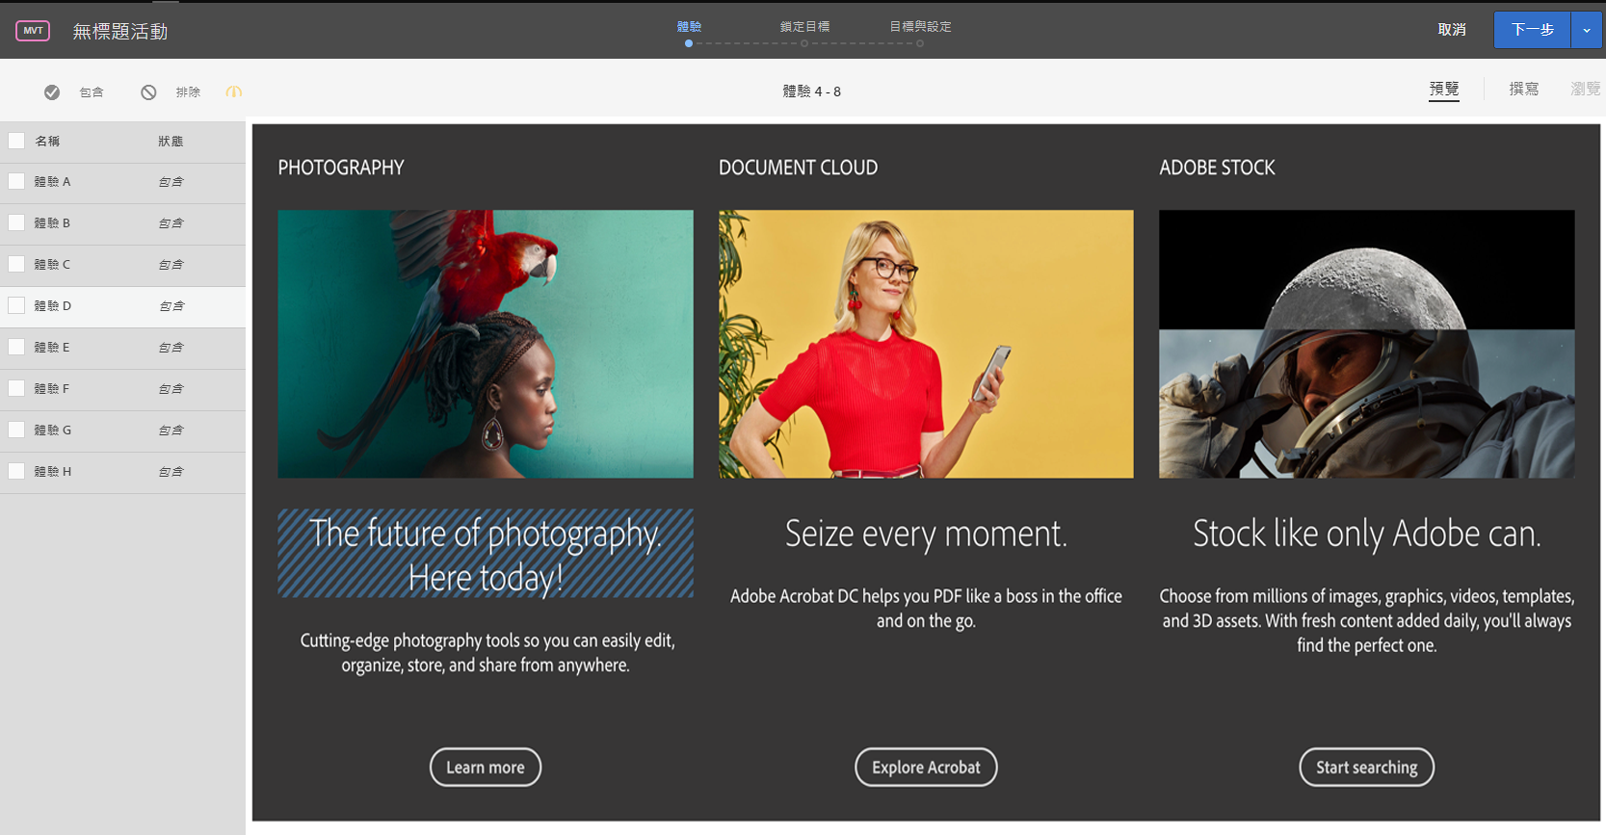 MVT 無標題活動 體驗 鎖定目標 目標與設定 取消 下一步
包含 排除 體驗 4 - 8 預覽 撰寫 瀏覽
名稱 狀態
體驗 A 包含
體驗 B 包含
體驗 C 包含
體驗 D 包含
體驗 E 包含
體驗 F 包含
體驗 G 包含
體驗 H 包含
PHOTOGRAPHY
The future of photography.
Here today!
Cutting-edge photography tools so you can easily edit,
organize, store, and share from anywhere.
Learn more
DOCUMENT CLOUD
Seize every moment.
Adobe Acrobat DC helps you PDF like a boss in the office
and on the go.
Explore Acrobat
ADOBE STOCK
Stock like only Adobe can.
Choose from millions of images, graphics, videos, templates,
and 3D assets. With fresh content added daily, you'll always
find the perfect one.
Start searching